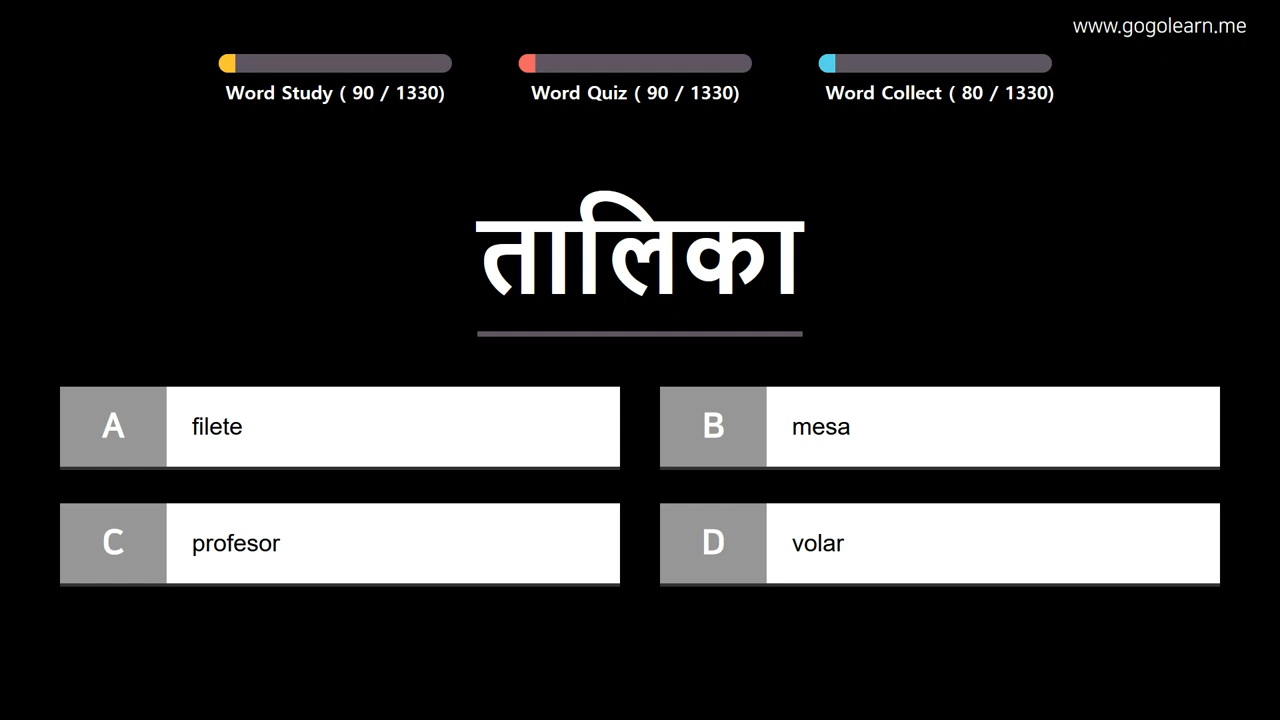 www.gogolearn.me
Word Study ( 90 / 1330)
Word Quiz ( 90 / 1330)
Word Collect ( 80 / 1330)
तालिका
A filete
B mesa
C profesor
D volar